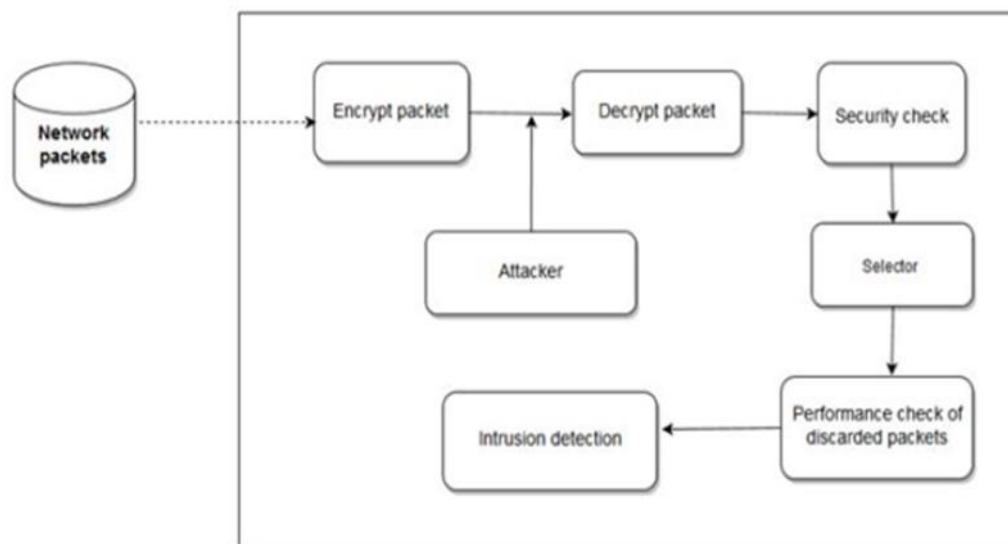 Network
packets
Encrypt packet
Decrypt packet
Security check
Attacker
Selector
Intrusion detection
Performance check of
discarded packets